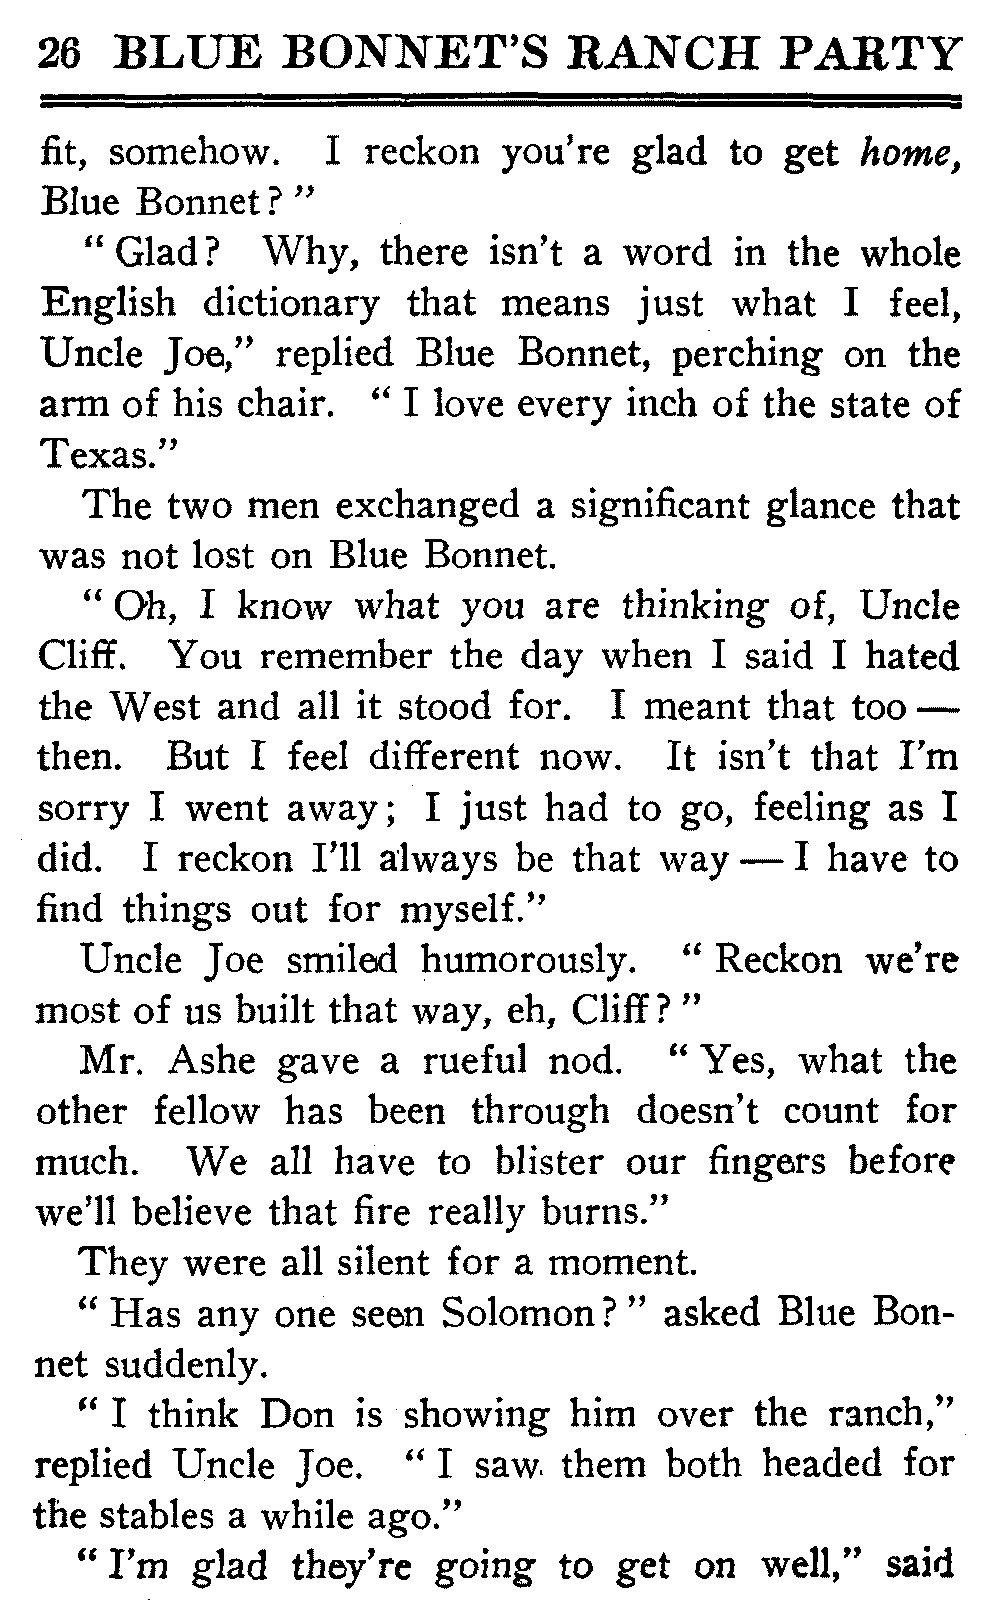 26 BLUE BONNET'S RANCH PARTY
fit, somehow. I reckon you're glad to get home,
Blue Bonnet?"
"Glad? Why, there isn't a word in the whole
English dictionary that means just what I feel,
Uncle Joe," replied Blue Bonnet, perching on the
arm of his chair. "I love every inch of the state of
Texas."
The two men exchanged a significant glance that
was not lost on Blue Bonnet.
"Oh, I know what you are thinking of, Uncle
Cliff. You remember the day when I said I hated
the West and all it stood for. I meant that too —
then. But I feel different now. It isn't that I'm
sorry I went away; I just had to go, feeling as I
did. I reckon I'll always be that way — I have to
find things out for myself."
Uncle Joe smiled humorously. "Reckon we're
most of us built that way, eh, Cliff?"
Mr. Ashe gave a rueful nod. "Yes, what the
other fellow has been through doesn't count for
much. We all have to blister our fingers before
we'll believe that fire really burns."
They were all silent for a moment.
"Has any one seen Solomon?" asked Blue Bon-
net suddenly.
"I think Don is showing him over the ranch,"
replied Uncle Joe. "I saw them both headed for
the stables a while ago."
"I'm glad they're going to get on well," said